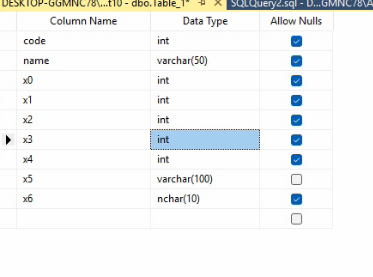 DESKTOP-GGMNC78\...t10 - dbo.Table_1* SQLQuery2.sql - D...GMNC78\A
Column Name Data Type Allow Nulls
code int
name varchar(50)
x0 int
x1 int
x2 int
x3 int
x4 int
x5 varchar(100)
x6 nchar(10)